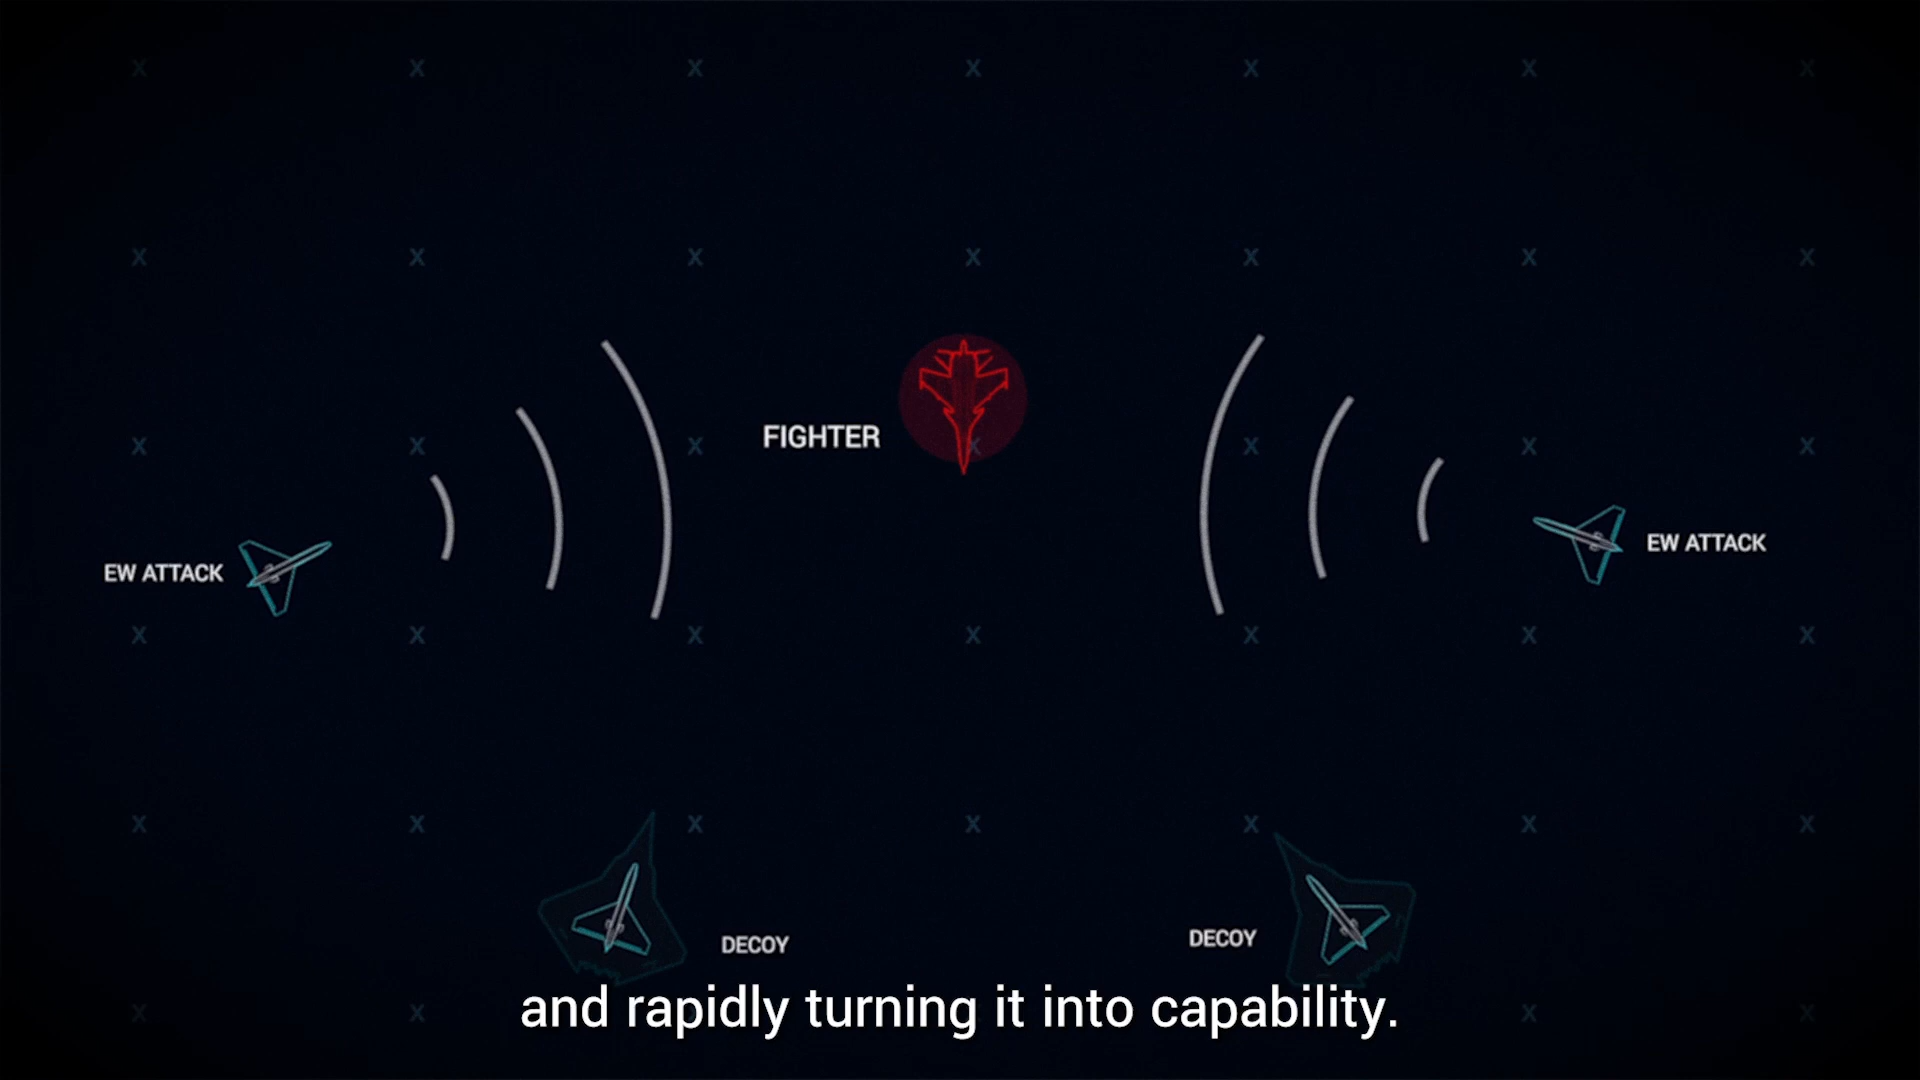 FIGHTER
EW ATTACK
EW ATTACK
DECOY
DECOY
and rapidly turning it into capability.